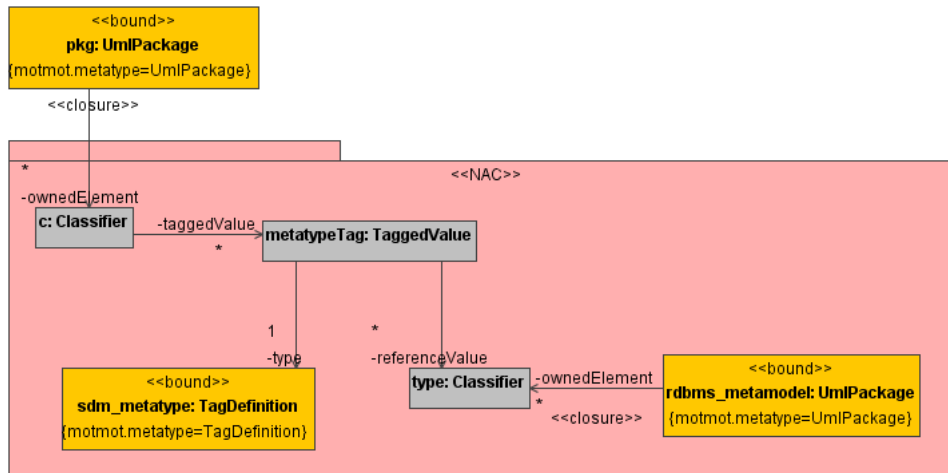 <<bound>>
pkg: UmlPackage
{motmot.metatype=UmlPackage}
<<closure>>
<<NAC>>
*
-ownedElement
c: Classifier
-taggedValue
*
metatypeTag: TaggedValue
1
*
-type
-referenceValue
<<bound>>
sdm_metatype: TagDefinition
{motmot.metatype=TagDefinition}
type: Classifier
-ownedElement
*
<<closure>>
<<bound>>
rdbms_metamodel: UmlPackage
{motmot.metatype=UmlPackage}